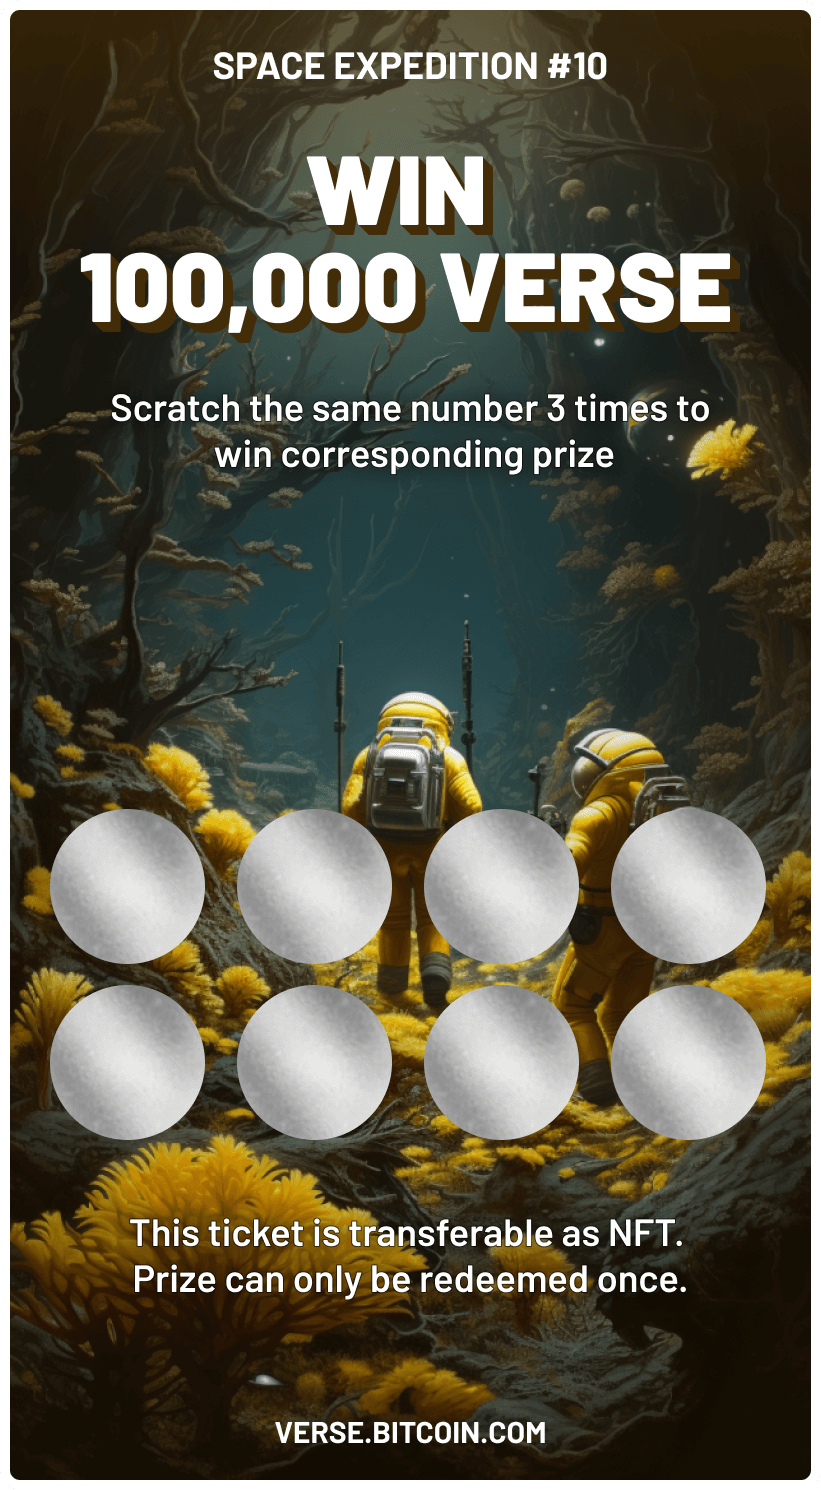 SPACE EXPEDITION #10
WIN
100,000 VERSE
Scratch the same number 3 times to
win corresponding prize
This ticket is transferable as NFT.
Prize can only be redeemed once.
VERSE.BITCOIN.COM